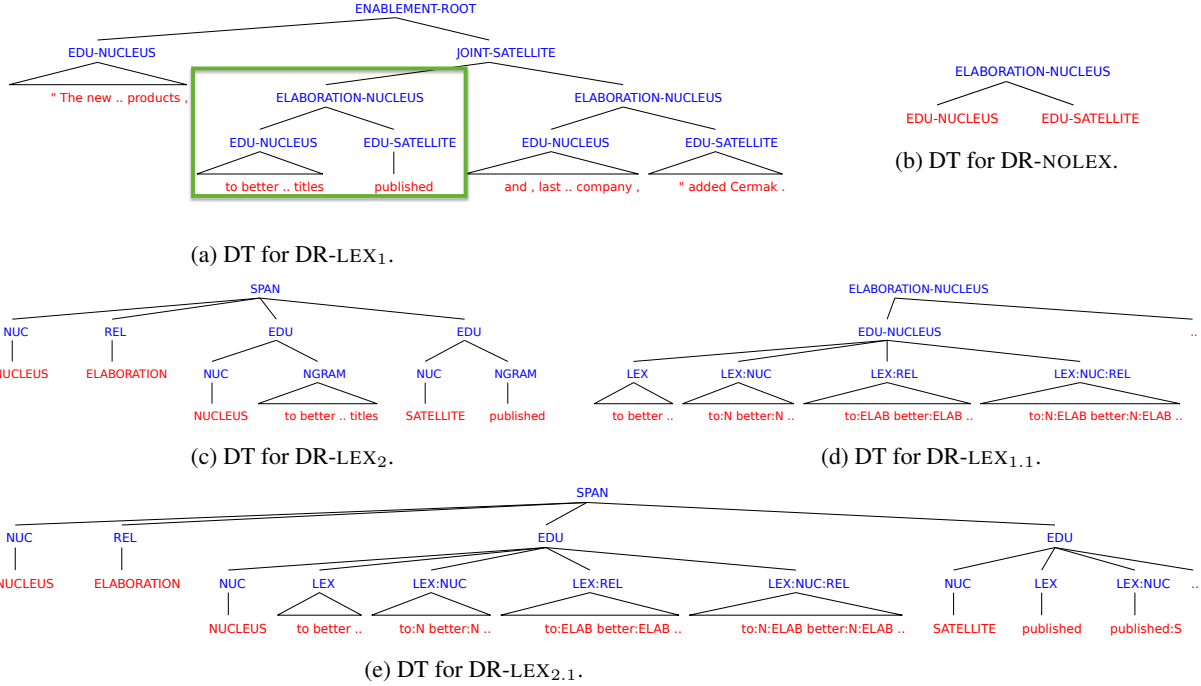 ENABLEMENT-ROOT
EDU-NUCLEUS JOINT-SATELLITE
" The new .. products ,
ELABORATION-NUCLEUS ELABORATION-NUCLEUS
EDU-NUCLEUS EDU-SATELLITE EDU-NUCLEUS EDU-SATELLITE
to better .. titles published and , last .. company , " added Cermak .
(a) DT for DR-LEX1.
ELABORATION-NUCLEUS
EDU-NUCLEUS EDU-SATELLITE
(b) DT for DR-NOLEX.
SPAN
NUC REL EDU EDU
NUCLEUS ELABORATION NUC NGRAM NUC NGRAM
NUCLEUS to better .. titles SATELLITE published
(c) DT for DR-LEX2.
ELABORATION-NUCLEUS
EDU-NUCLEUS ..
LEX LEX:NUC LEX:REL LEX:NUC:REL
to better .. to:N better:N .. to:ELAB better:ELAB .. to:N:ELAB better:N:ELAB ..
(d) DT for DR-LEX1.1.
SPAN
NUC REL EDU EDU
NUCLEUS ELABORATION NUC LEX LEX:NUC LEX:REL LEX:NUC:REL NUC LEX LEX:NUC ..
NUCLEUS to better .. to:N better:N .. to:ELAB better:ELAB .. to:N:ELAB better:N:ELAB .. SATELLITE published published:S
(e) DT for DR-LEX2.1.